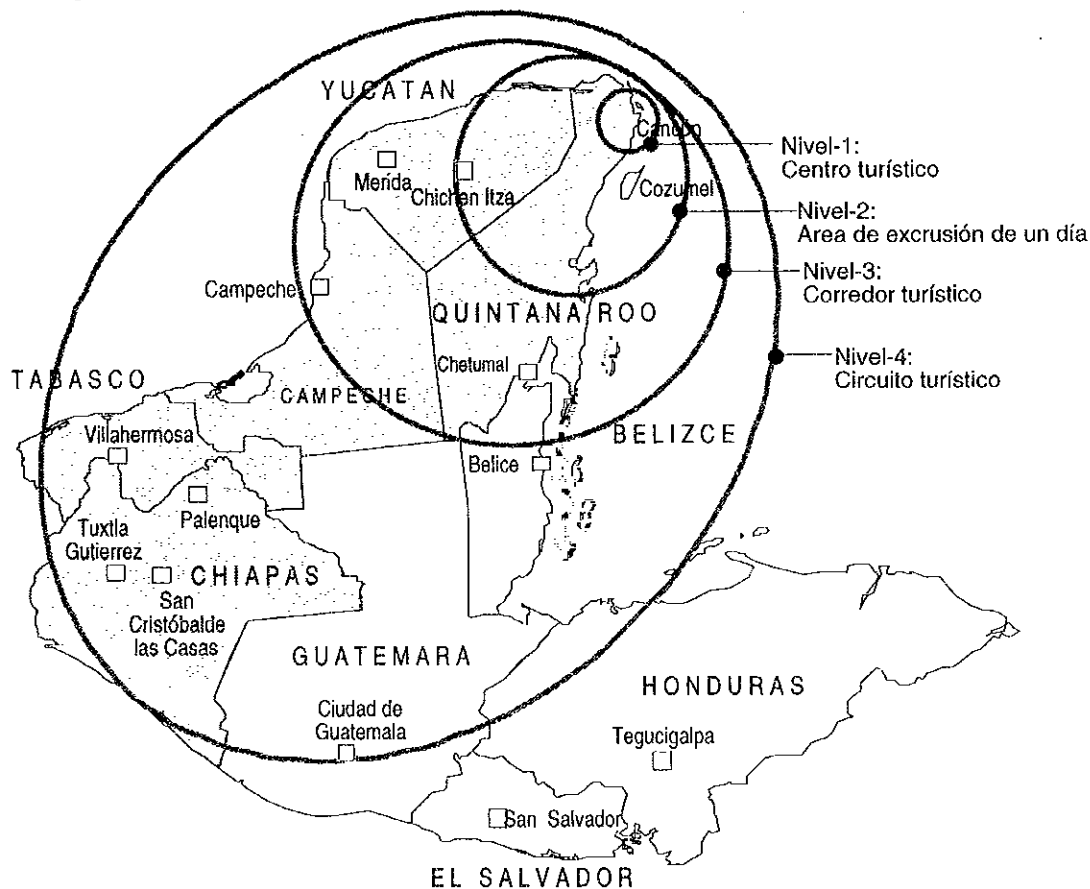 YUCATAN
Cancún
Merida
Chichen Itza
Cozumel
Nivel-1:
Centro turístico
Nivel-2:
Area de excrusión de un día
Nivel-3:
Corredor turístico
Nivel-4:
Circuito turístico
Campeche
QUINTANA ROO
Chetumal
TABASCO
CAMPECHE
BELIZCE
Villahermosa
Belice
Palenque
Tuxtla
Gutierrez
CHIAPAS
San
Cristóbalde
las Casas
GUATEMARA
HONDURAS
Ciudad de
Guatemala
Tegucigalpa
San Salvador
EL SALVADOR